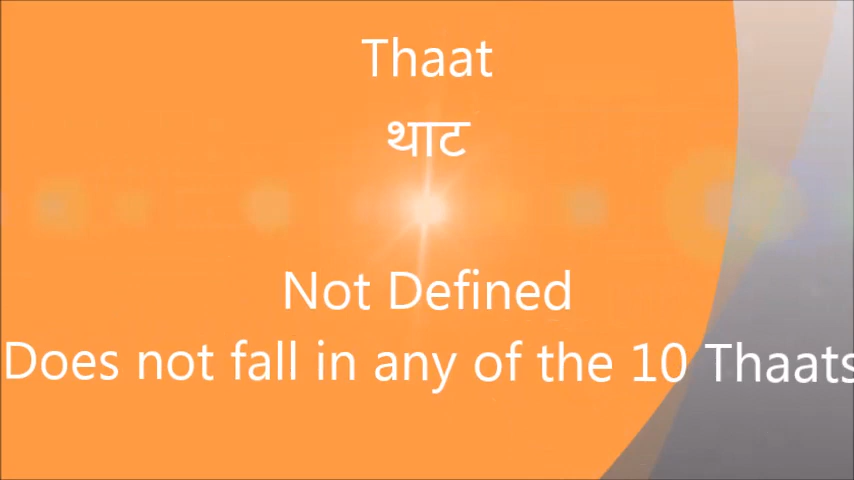 Thaat
थाट
Not Defined
Does not fall in any of the 10 Thaats